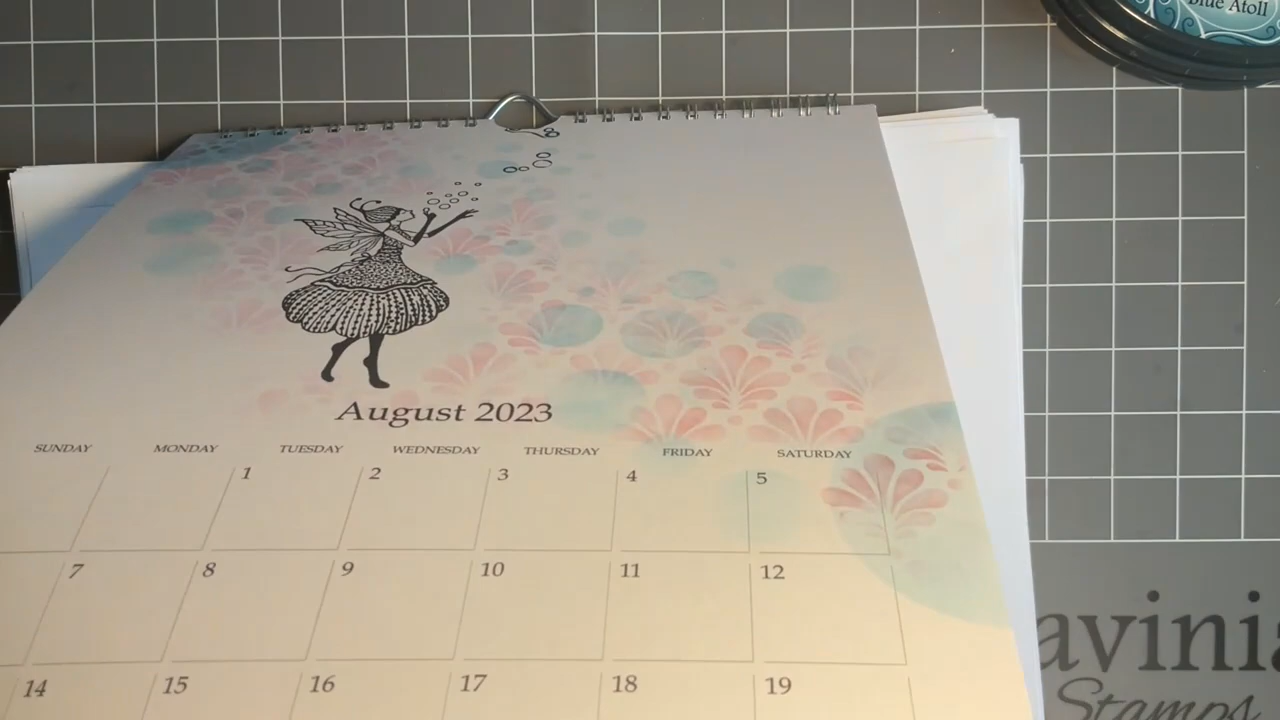 Blue Atoll
August 2023
SUNDAY MONDAY TUESDAY WEDNESDAY THURSDAY FRIDAY SATURDAY
1 2 3 4 5
7 8 9 10 11 12
14 15 16 17 18 19
avinia
Stamps